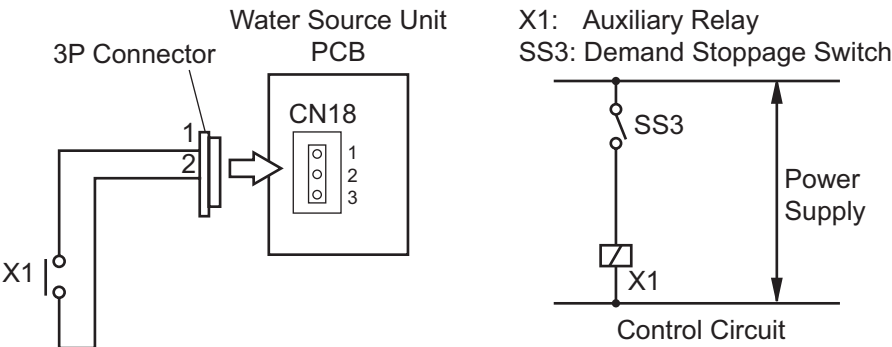 Water Source Unit
PCB
3P Connector
CN18
1
2
1
2
3
X1
X1: Auxiliary Relay
SS3: Demand Stoppage Switch
SS3
Power
Supply
X1
Control Circuit